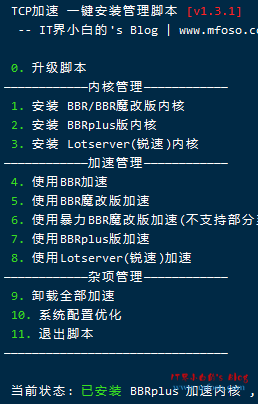 TCP加速 一键安装管理脚本 [v1.3.1]
-- IT界小白的's Blog | www.mfoso.com
0. 升级脚本
————内核管理————
1. 安装 BBR/BBR魔改版内核
2. 安装 BBRplus版内核
3. 安装 Lotserver(锐速)内核
————加速管理————
4. 使用BBR加速
5. 使用BBR魔改版加速
6. 使用暴力BBR魔改版加速(不支持部分
7. 使用BBRplus版加速
8. 使用Lotserver(锐速)加速
————杂项管理————
9. 卸载全部加速
10. 系统配置优化
11. 退出脚本
————————————
当前状态: 已安装 BBRplus 加速内核 ,